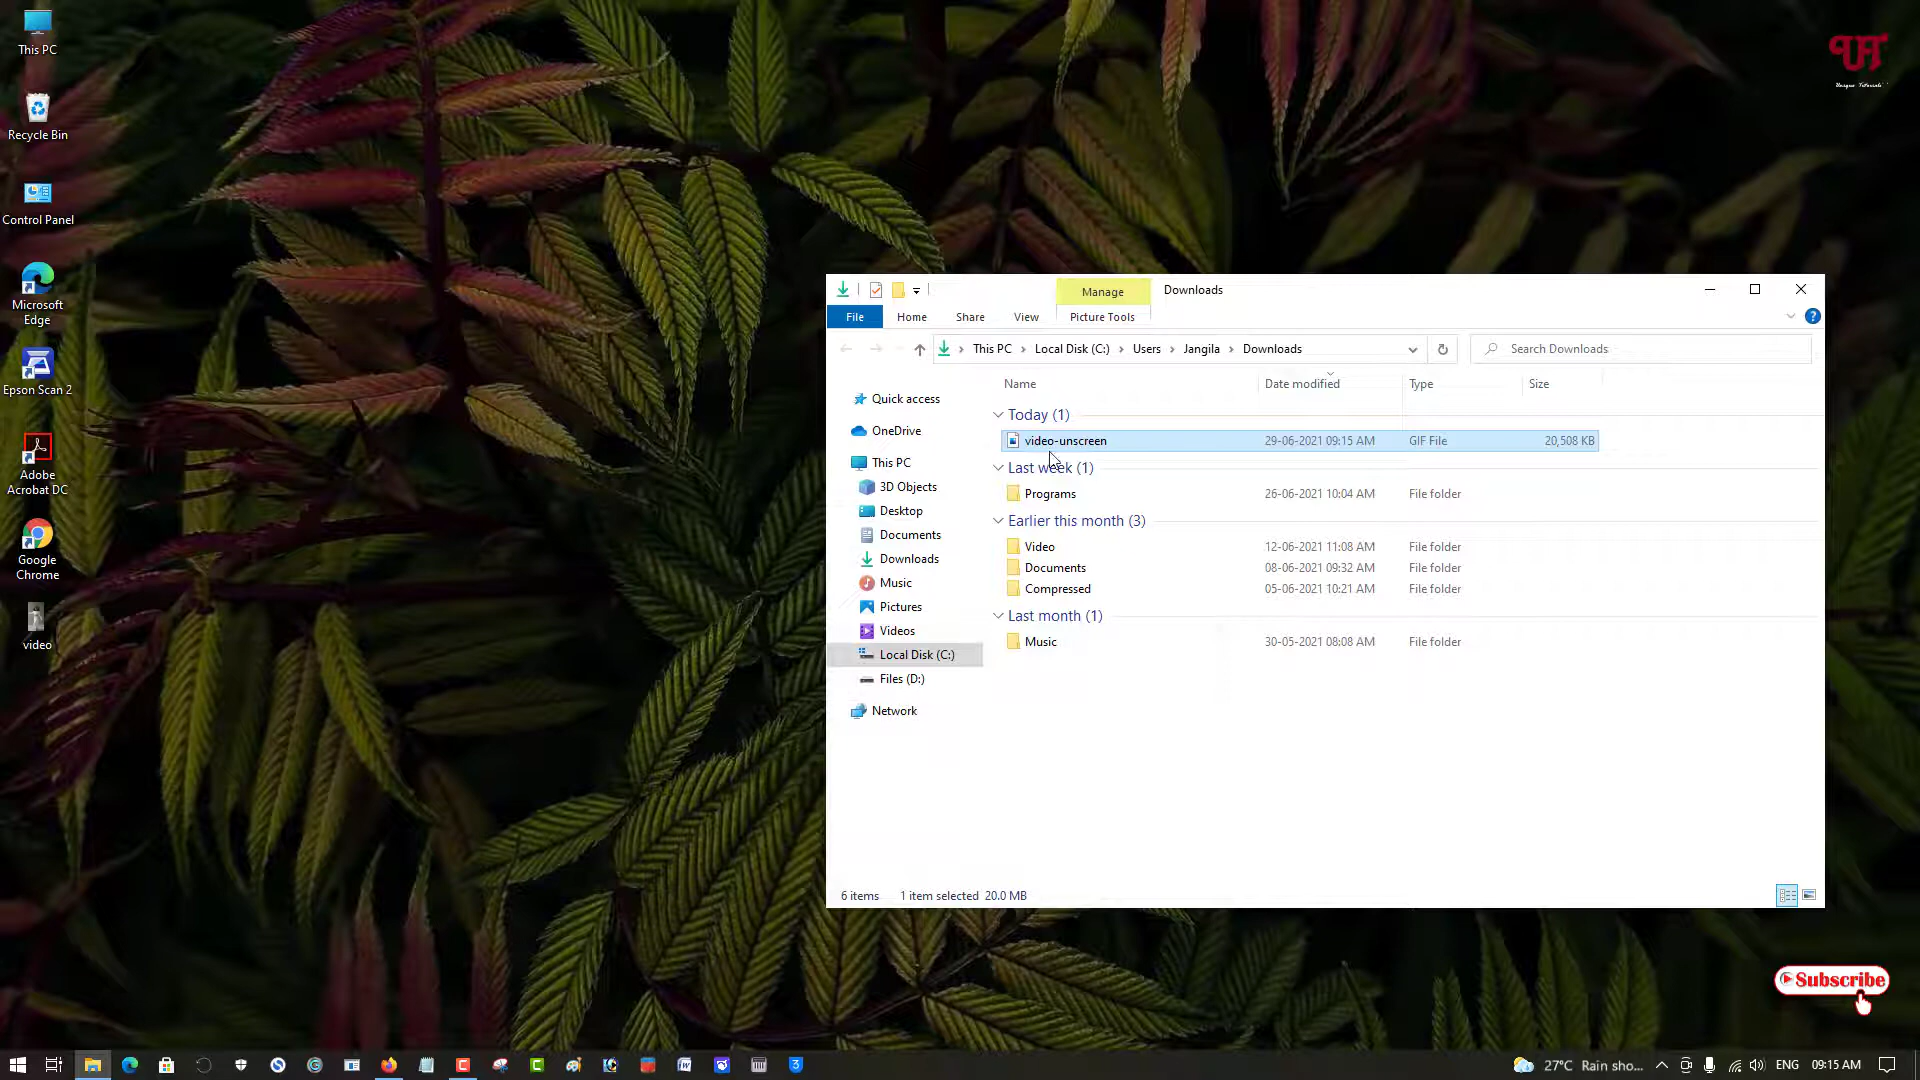 This PC
Recycle Bin
Control Panel
Microsoft
Edge
Epson Scan 2
Adobe
Acrobat DC
Google
Chrome
video
UT
Unique Tutorials
Manage
Downloads
File
Home
Share
View
Picture Tools
This PC
Local Disk (C:)
Users
Jangila
Downloads
Search Downloads
Name
Date modified
Type
Size
Quick access
OneDrive
This PC
3D Objects
Desktop
Documents
Downloads
Music
Pictures
Videos
Local Disk (C:)
Files (D:)
Network
Today (1)
video-unscreen 29-06-2021 09:15 AM GIF File 20,508 KB
Last week (1)
Programs 26-06-2021 10:04 AM File folder
Earlier this month (3)
Video 12-06-2021 11:08 AM File folder
Documents 08-06-2021 09:32 AM File folder
Compressed 05-06-2021 10:21 AM File folder
Last month (1)
Music 30-05-2021 08:08 AM File folder
6 items 1 item selected 20.0 MB
Subscribe
27°C Rain sho... ENG 09:15 AM